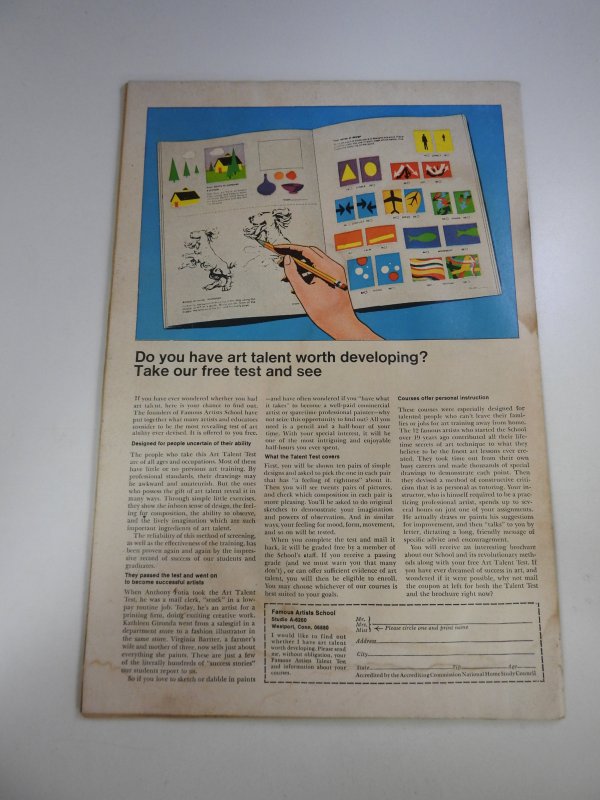 Do you have art talent worth developing?
Take our free test and see
If you have ever wondered whether you had
art talent, here is your chance to find out.
The founders of Famous Artists School have
put together what many artists and educators
consider to be the most revealing test of art
ability ever devised. It is offered to you free.
Designed for people uncertain of their ability
The people who take this Art Talent Test
are of all ages and occupations. Most of them
have little or no previous art training. By
professional standards, their drawings may
be awkward and amateurish. But the ones
who possess the gift of art talent reveal it in
many ways. Through simple little exercises,
they show the inborn sense of design, the feel-
ing for composition, the ability to observe,
and the lively imagination which are such
important ingredients of art talent.
The reliability of this method of screening,
as well as the effectiveness of the training, has
been proven again and again by the impres-
sive record of success of our students and
graduates.
They passed the test and went on
to become successful artists
When Anthony Fotia took the Art Talent
Test, he was a mail clerk, "stuck" in a low-
pay routine job. Today, he's an artist for a
printing firm, doing exciting creative work.
Kathleen Gironda went from a salesgirl in a
department store to a fashion illustrator in
the same store. Virginia Bartter, a farmer's
wife and mother of three, now sells just about
everything she paints. These are just a few
of the literally hundreds of "success stories"
our students report to us.
So if you love to sketch or dabble in paints
—and have often wondered if you "have what
it takes" to become a well-paid commercial
artist or sparetime professional painter—why
not seize this opportunity to find out? All you
need is a pencil and a half-hour of your
time. With your special interest, it will be
one of the most intriguing and enjoyable
half-hours you ever spent.
What the Talent Test covers
First, you will be shown ten pairs of simple
designs and asked to pick the one in each pair
that has "a feeling of rightness" about it.
Then you will see twenty pairs of pictures,
and check which composition in each pair is
more pleasing. You'll be asked to do original
sketches to demonstrate your imagination
and powers of observation. And in similar
ways, your feeling for mood, form, movement,
and so on will be tested.
When you complete the test and mail it
back, it will be graded free by a member of
the School's staff. If you receive a passing
grade (and we must warn you that many
don't), or can offer sufficient evidence of art
talent, you will then be eligible to enroll.
You may choose whichever of our courses is
best suited to your goals.
Courses offer personal instruction
These courses were especially designed for
talented people who can't leave their fami-
lies or jobs for art training away from home.
The 12 famous artists who started the School
over 19 years ago contributed all their life-
time secrets of art technique to what they
believe to be the finest art lessons ever cre-
ated. They took time out from their own
busy careers and made thousands of special
drawings to demonstrate each point. Then
they devised a method of constructive criti-
cism that is as personal as tutoring. Your in-
structor, who is himself required to be a prac-
ticing professional artist, spends up to sev-
eral hours on just one of your assignments.
He actually draws or paints his suggestions
for improvement, and then "talks" to you by
letter, dictating a long, friendly message of
specific advice and encouragement.
You will receive an interesting brochure
about our School and its revolutionary meth-
ods along with your free Art Talent Test. If
you have ever dreamed of success in art, and
wondered if it were possible, why not mail
the coupon at left for both the Talent Test
and the brochure right now?
Famous Artists School
Studio A-6260
Westport, Conn. 06880
I would like to find out
whether I have art talent
worth developing. Please send
me, without obligation, your
Famous Artists Talent Test
and information about your
courses.
Mr.
Mrs.
Miss
Please circle one and print name
Address
City
State Zip Age
Accredited by the Accrediting Commission National Home Study Council